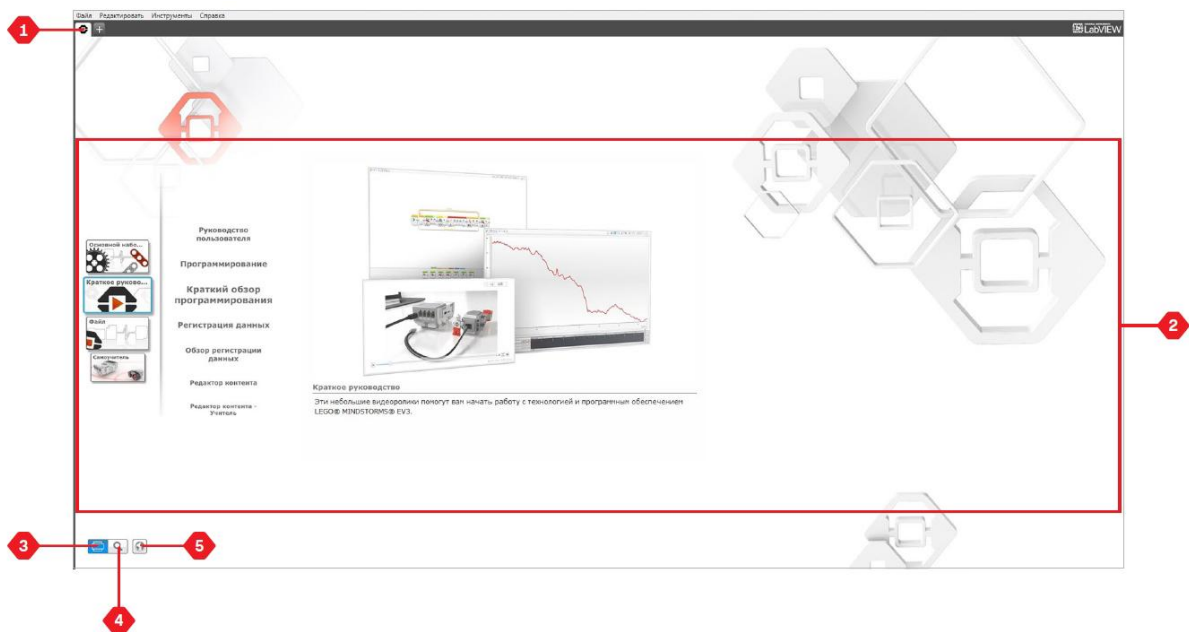 Файл Редактировать Инструменты Справка
1
LabVIEW
2
Основной набо...
Краткое руково...
Файл
Самоучитель
Руководство
пользователя
Программирование
Краткий обзор
программирования
Регистрация данных
Обзор регистрации
данных
Редактор контента
Редактор контента -
Учитель
Краткое руководство
Эти небольшие видеоролики помогут вам начать работу с технологией и программным обеспечением
LEGO® MINDSTORMS® EV3.
3
5
4